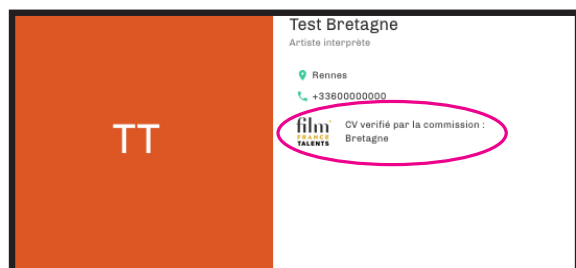 TT
Test Bretagne
Artiste interprète
Rennes
+33600000000
film
FRANCE
TALENTS
CV verifié par la commission :
Bretagne